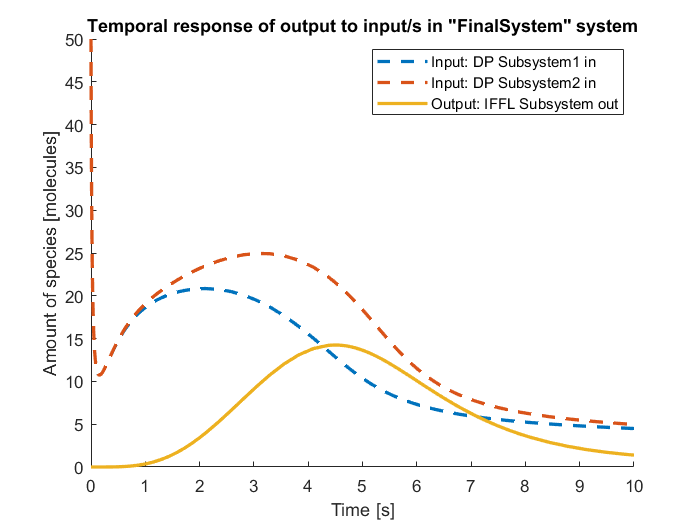 Temporal response of output to input/s in "FinalSystem" system
Input: DP Subsystem1 in
Input: DP Subsystem2 in
Output: IFFL Subsystem out
Amount of species [molecules]
50
45
40
35
30
25
20
15
10
5
0
0 1 2 3 4 5 6 7 8 9 10
Time [s]